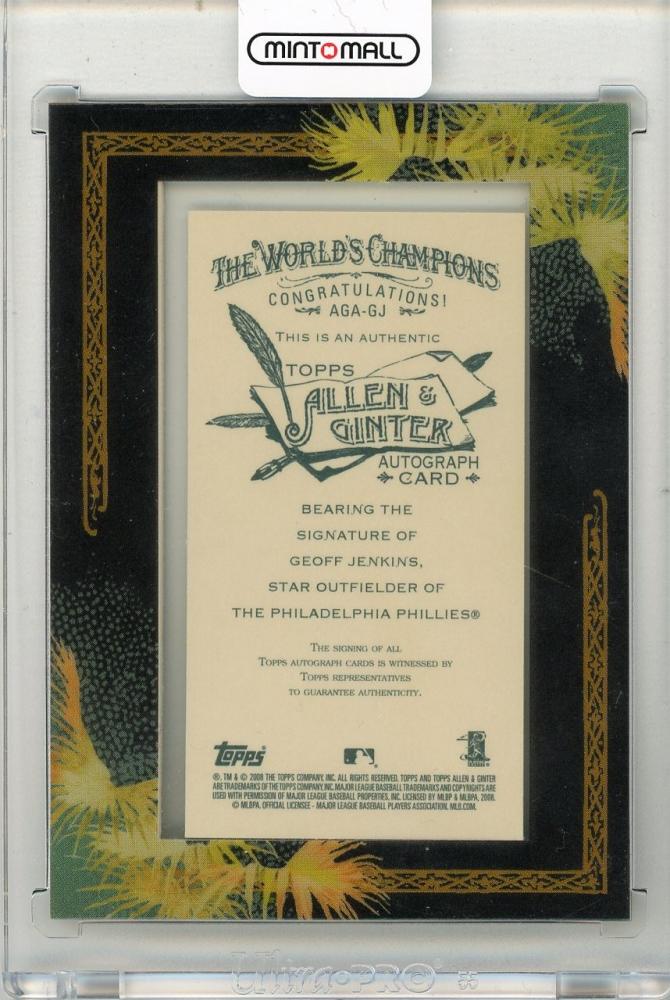 MINTMALL
THE WORLD'S CHAMPIONS
CONGRATULATIONS!
AGA-GJ
THIS IS AN AUTHENTIC
TOPPS
ALLEN &
GINTER
AUTOGRAPH
CARD
BEARING THE
SIGNATURE OF
GEOFF JENKINS,
STAR OUTFIELDER OF
THE PHILADELPHIA PHILLIES®
THE SIGNING OF ALL
TOPPS AUTOGRAPH CARDS IS WITNESSED BY
TOPPS REPRESENTATIVES
TO GUARANTEE AUTHENTICITY.
topps
®, TM & © 2008 THE TOPPS COMPANY, INC. ALL RIGHTS RESERVED. TOPPS AND TOPPS ALLEN & GINTER
ARE TRADEMARKS OF THE TOPPS COMPANY, INC. MAJOR LEAGUE BASEBALL TRADEMARKS AND COPYRIGHTS ARE
USED WITH PERMISSION OF MAJOR LEAGUE BASEBALL PROPERTIES, INC. LICENSED BY MLBP & MLBPA, 2008.
© MLBPA, OFFICIAL LICENSEE - MAJOR LEAGUE BASEBALL PLAYERS ASSOCIATION. MLB.COM.
Ultra•PRO 35